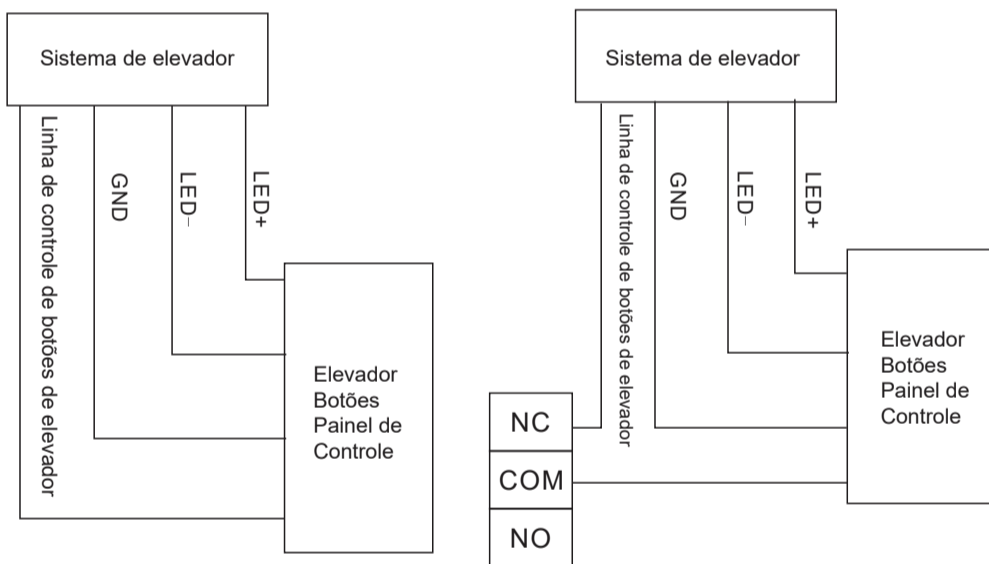 Sistema de elevador
Linha de controle de botões de elevador
GND
LED−
LED+
Elevador
Botões
Painel de
Controle
Sistema de elevador
Linha de controle de botões de elevador
GND
LED-
LED+
Elevador
Botões
Painel de
Controle
NC
COM
NO